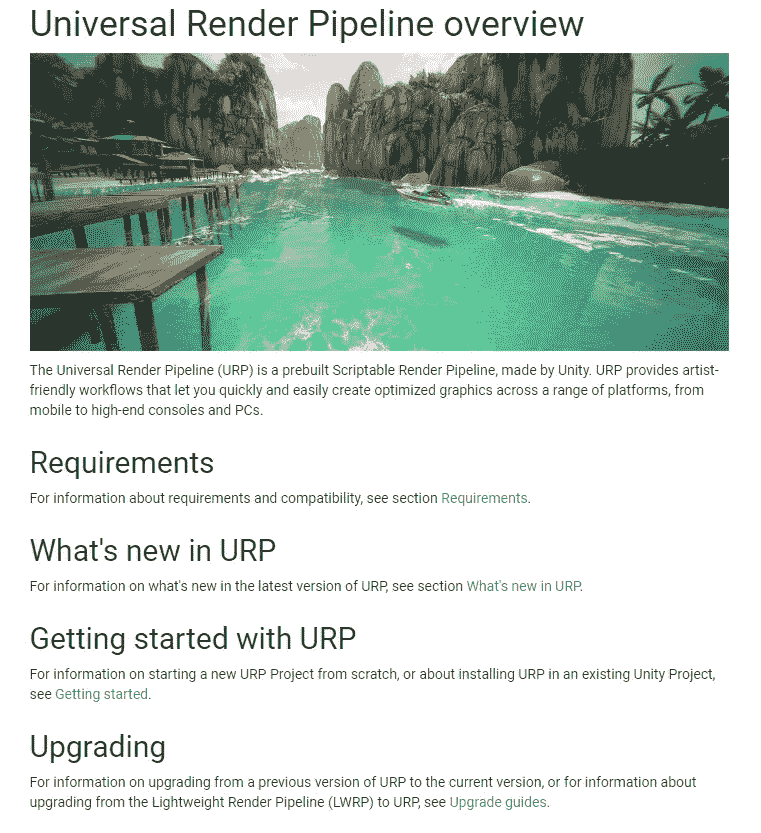 Universal Render Pipeline overview
The Universal Render Pipeline (URP) is a prebuilt Scriptable Render Pipeline, made by Unity. URP provides artist-
friendly workflows that let you quickly and easily create optimized graphics across a range of platforms, from
mobile to high-end consoles and PCs.
Requirements
For information about requirements and compatibility, see section Requirements.
What's new in URP
For information on what's new in the latest version of URP, see section What's new in URP.
Getting started with URP
For information on starting a new URP Project from scratch, or about installing URP in an existing Unity Project,
see Getting started.
Upgrading
For information on upgrading from a previous version of URP to the current version, or for information about
upgrading from the Lightweight Render Pipeline (LWRP) to URP, see Upgrade guides.